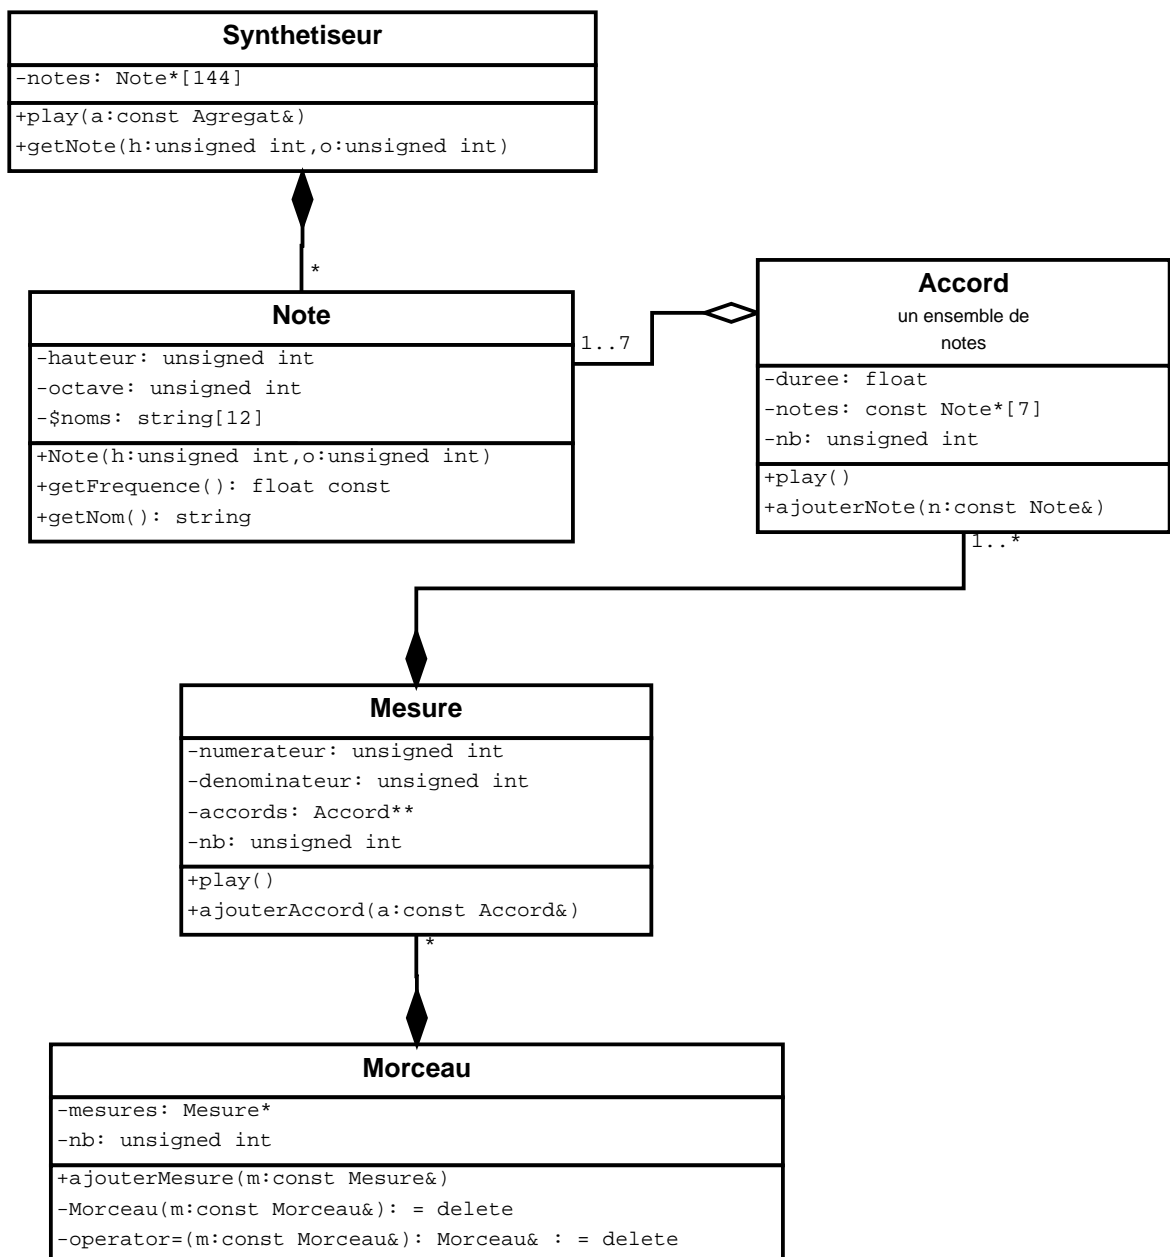 Synthetiseur
-notes: Note*[144]
+play(a:const Agregat&)
+getNote(h:unsigned int,o:unsigned int)
*
Note
-hauteur: unsigned int
-octave: unsigned int
-$noms: string[12]
+Note(h:unsigned int,o:unsigned int)
+getFrequence(): float const
+getNom(): string
1..7
Accord
un ensemble de
notes
-duree: float
-notes: const Note*[7]
-nb: unsigned int
+play()
+ajouterNote(n:const Note&)
1..*
Mesure
-numerateur: unsigned int
-denominateur: unsigned int
-accords: Accord**
-nb: unsigned int
+play()
+ajouterAccord(a:const Accord&)
*
Morceau
-mesures: Mesure*
-nb: unsigned int
+ajouterMesure(m:const Mesure&)
-Morceau(m:const Morceau&): = delete
-operator=(m:const Morceau&): Morceau& : = delete